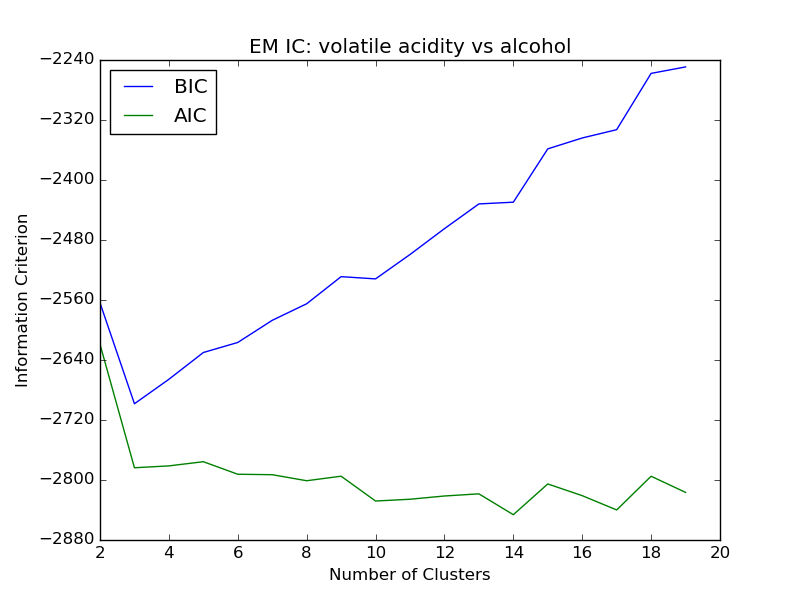 EM IC: volatile acidity vs alcohol
−2240
BIC
AIC
−2320
−2400
−2480
−2560
−2640
−2720
−2800
−2880
Information Criterion
2 4 6 8 10 12 14 16 18 20
Number of Clusters